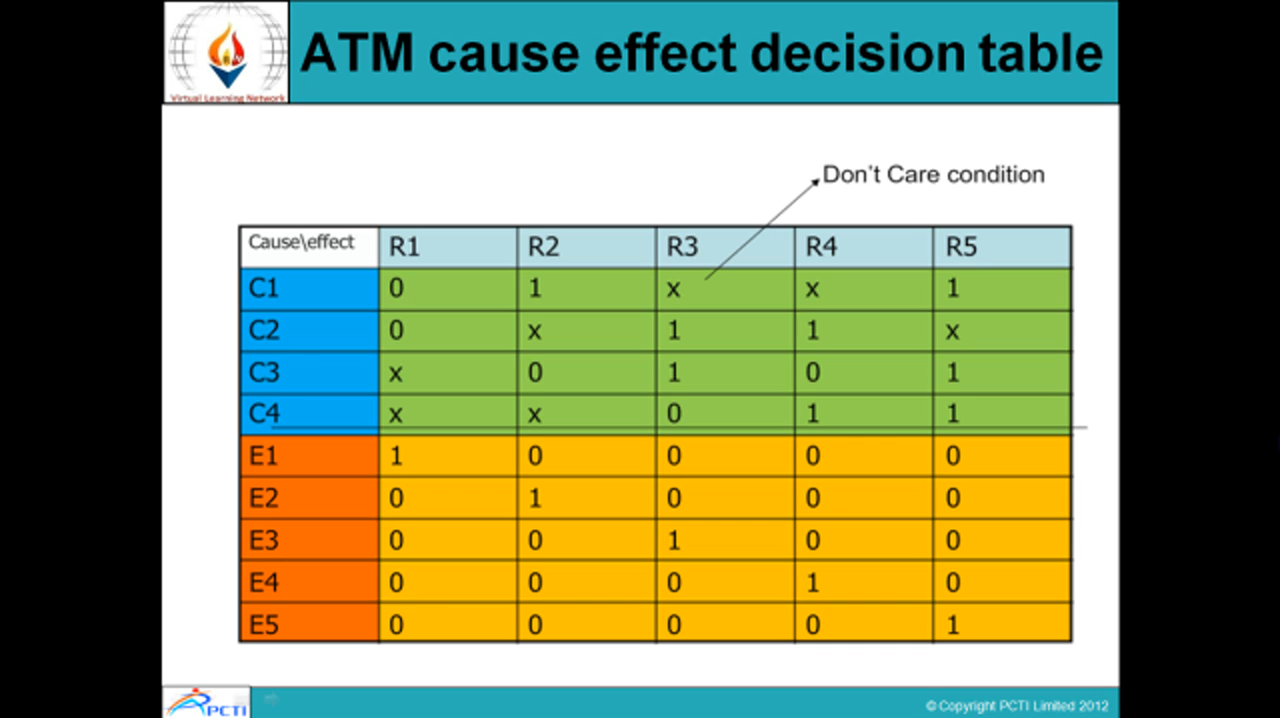 ATM cause effect decision table
Virtual Learning Network
Don't Care condition
Cause\effect R1 R2 R3 R4 R5
C1 0 1 x x 1
C2 0 x 1 1 x
C3 x 0 1 0 1
C4 x x 0 1 1
E1 1 0 0 0 0
E2 0 1 0 0 0
E3 0 0 1 0 0
E4 0 0 0 1 0
E5 0 0 0 0 1
PCTI
© Copyright PCTI Limited 2012